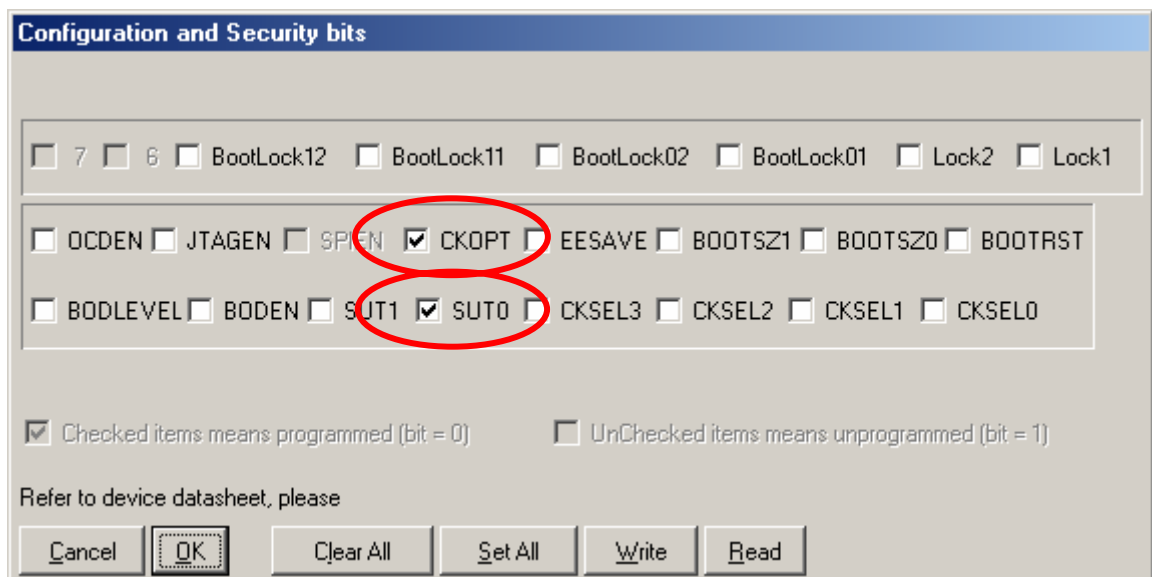 Configuration and Security bits
7 6 BootLock12 BootLock11 BootLock02 BootLock01 Lock2 Lock1
OCDEN JTAGEN SPIEN CKOPT EESAVE BOOTSZ1 BOOTSZ0 BOOTRST
BODLEVEL BODEN SUT1 SUT0 CKSEL3 CKSEL2 CKSEL1 CKSEL0
Checked items means programmed (bit = 0) UnChecked items means unprogrammed (bit = 1)
Refer to device datasheet, please
Cancel OK Clear All Set All Write Read